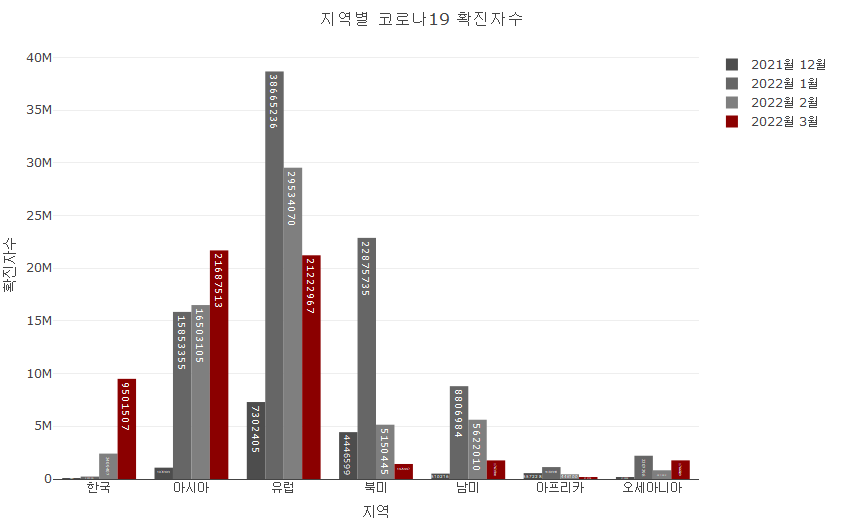 지역별 코로나19 확진자수
2021월 12월
2022월 1월
2022월 2월
2022월 3월
확진자수
40M
35M
30M
25M
20M
15M
10M
5M
0
9501507
15853355
16503105
21687513
7302405
38665236
29534070
21222967
4446599
22875735
5150445
8806984
5622010
한국
아시아
유럽
북미
남미
아프리카
오세아니아
지역